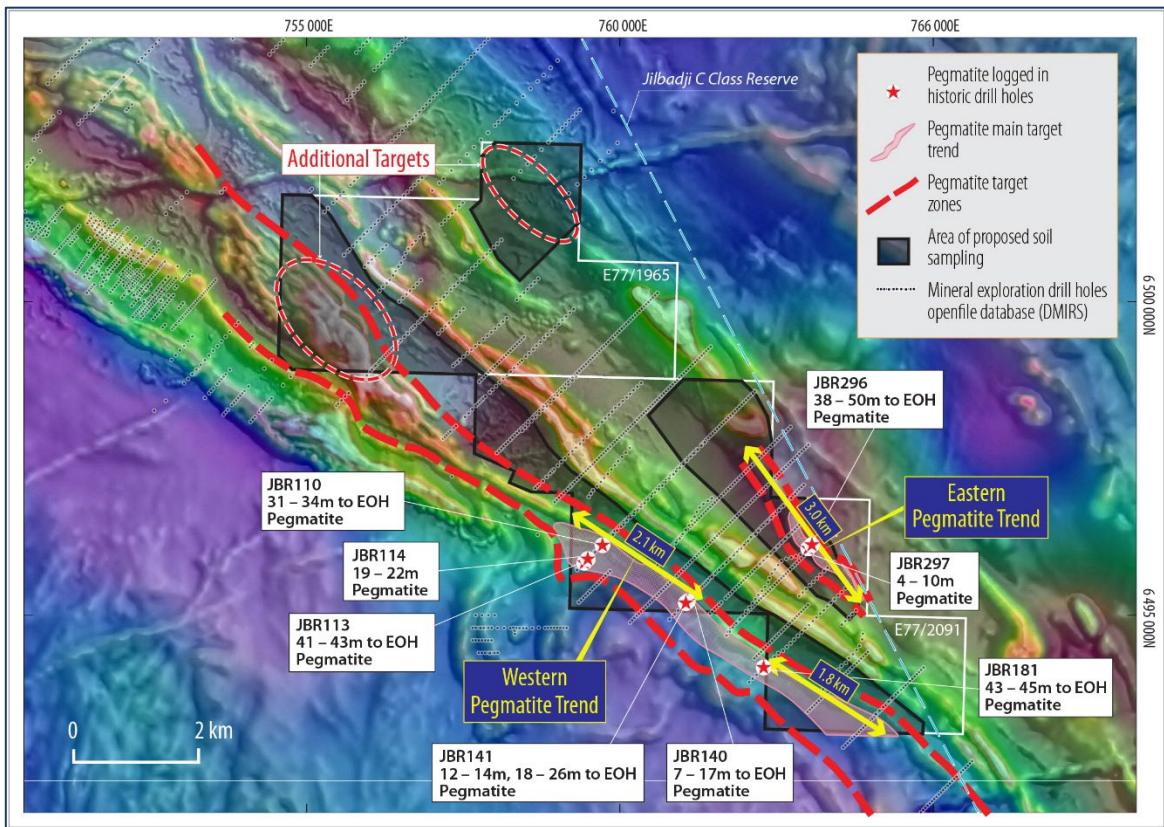 755 000E
760 000E
766 000E
Jilbadji C Class Reserve
Pegmatite logged in
historic drill holes
Pegmatite main target
trend
Pegmatite target
zones
Area of proposed soil
sampling
Mineral exploration drill holes
openfile database (DMIRS)
Additional Targets
E77/1965
6 500 000N
JBR296
38 – 50m to EOH
Pegmatite
JBR110
31 – 34m to EOH
Pegmatite
Eastern
Pegmatite Trend
3.0 km
2.1 km
JBR114
19 – 22m
Pegmatite
JBR297
4 – 10m
Pegmatite
JBR113
41 – 43m to EOH
Pegmatite
6 495 000N
E77/2091
Western
Pegmatite Trend
1.8 km
JBR181
43 – 45m to EOH
Pegmatite
0
2 km
JBR141
12 – 14m, 18 – 26m to EOH
Pegmatite
JBR140
7 – 17m to EOH
Pegmatite